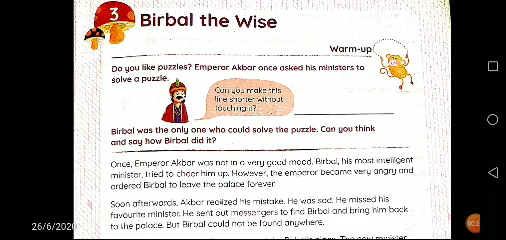 3
Birbal the Wise
Warm-up
Do you like puzzles? Emperor Akbar once asked his ministers to
solve a puzzle.
Can you make this
line shorter without
touching it?
Birbal was the only one who could solve the puzzle. Can you think
and say how Birbal did it?
Once, Emperor Akbar was not in a very good mood. Birbal, his most intelligent
minister, tried to cheer him up. However, the emperor became very angry and
ordered Birbal to leave the palace forever.
Soon afterwards, Akbar realized his mistake. He was sad. He missed his
favourite minister. He sent out messengers to find Birbal and bring him back
to the palace. But Birbal could not be found anywhere.
26/6/2020